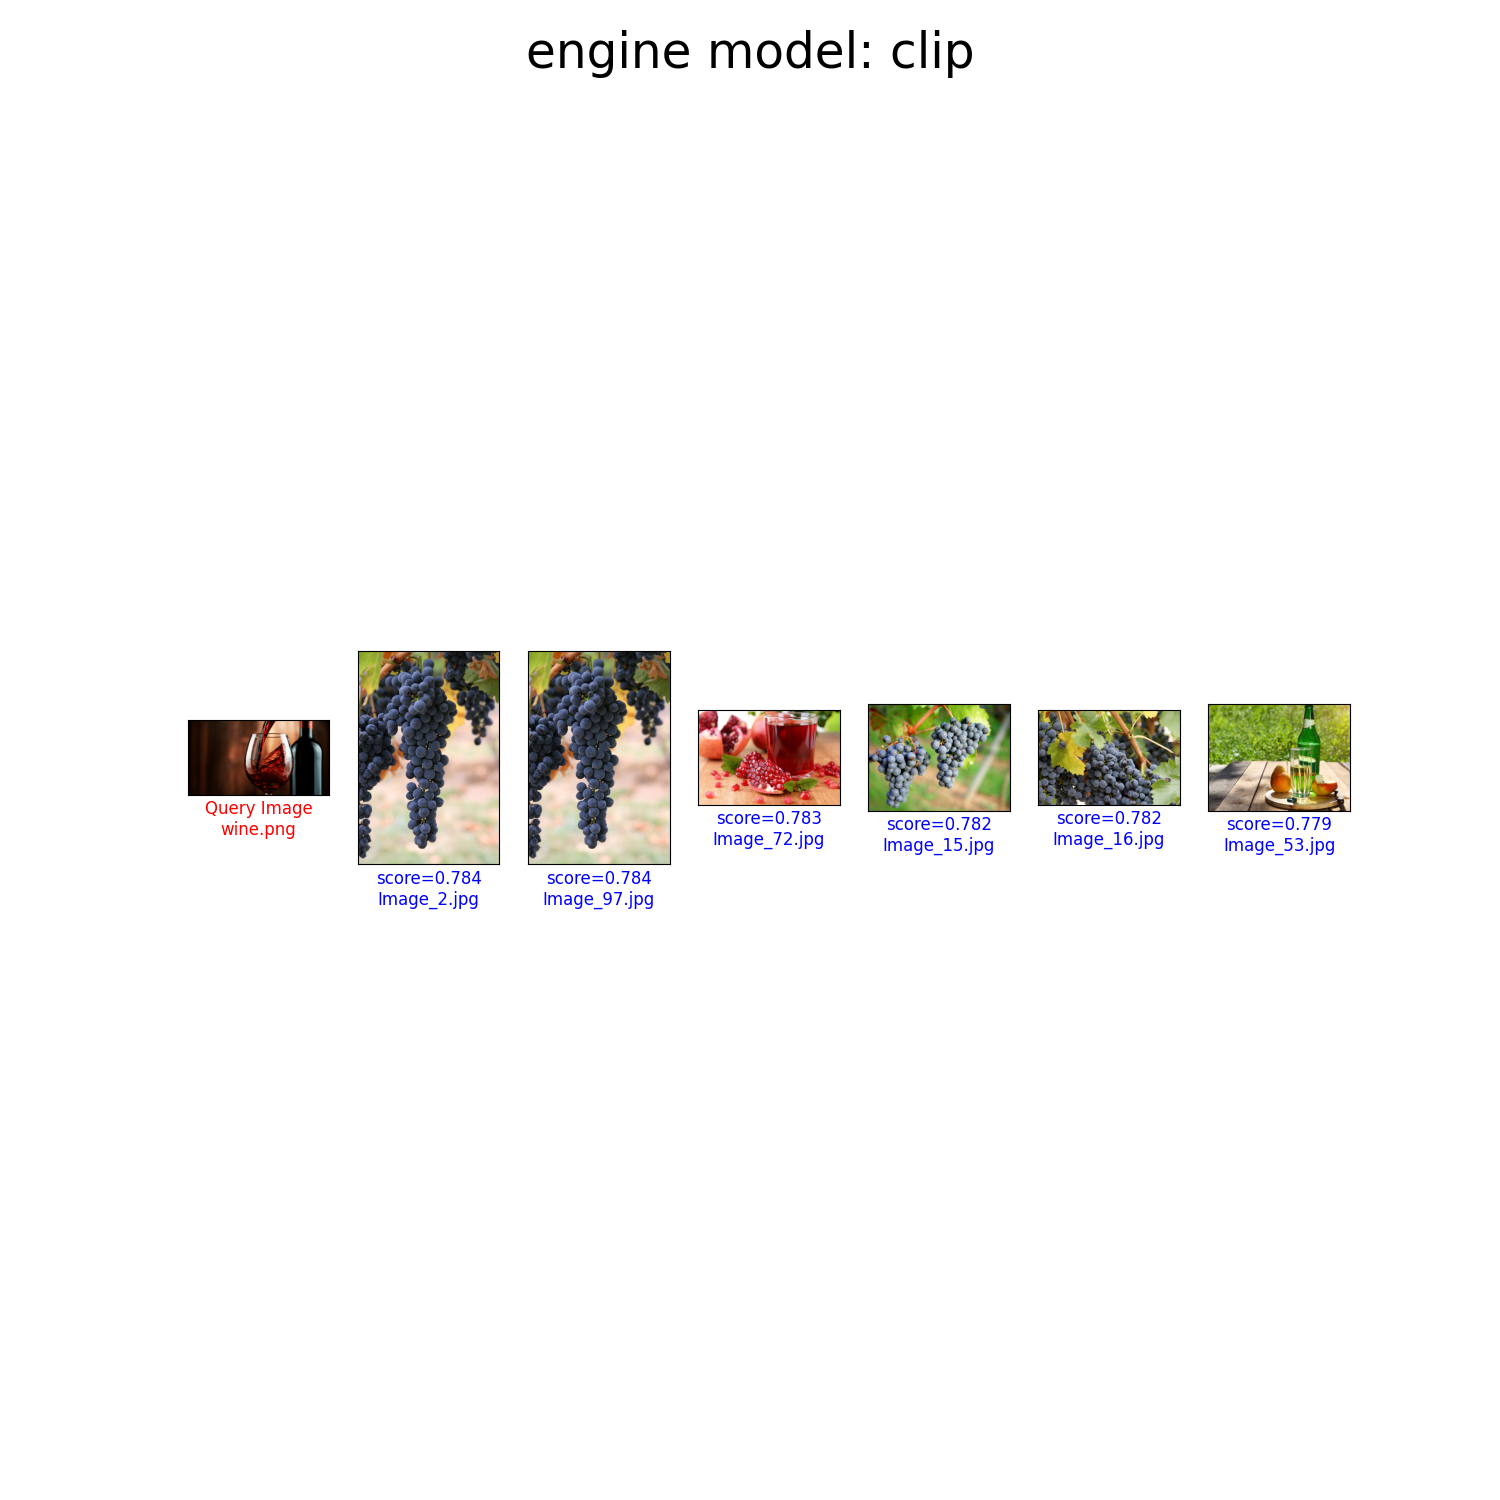 engine model: clip
Query Image
wine.png
score=0.784
Image_2.jpg
score=0.784
Image_97.jpg
score=0.783
Image_72.jpg
score=0.782
Image_15.jpg
score=0.782
Image_16.jpg
score=0.779
Image_53.jpg